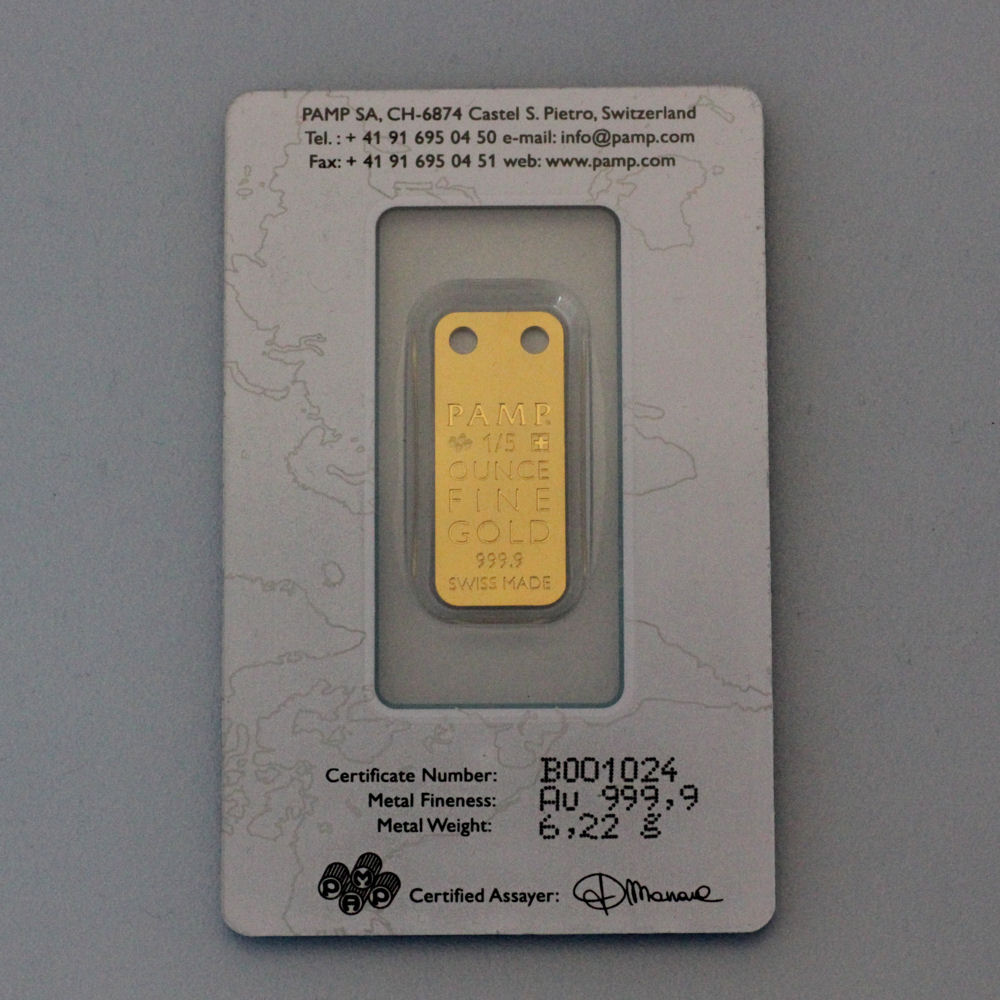 PAMP SA, CH-6874 Castel S. Pietro, Switzerland
Tel. : + 41 91 695 04 50 e-mail: info@pamp.com
Fax: + 41 91 695 04 51 web: www.pamp.com
PAMP
1/5
OUNCE
FINE
GOLD
999.9
SWISS MADE
Certificate Number: B001024
Metal Fineness: Au 999,9
Metal Weight: 6,22 g
PAMP
Certified Assayer: